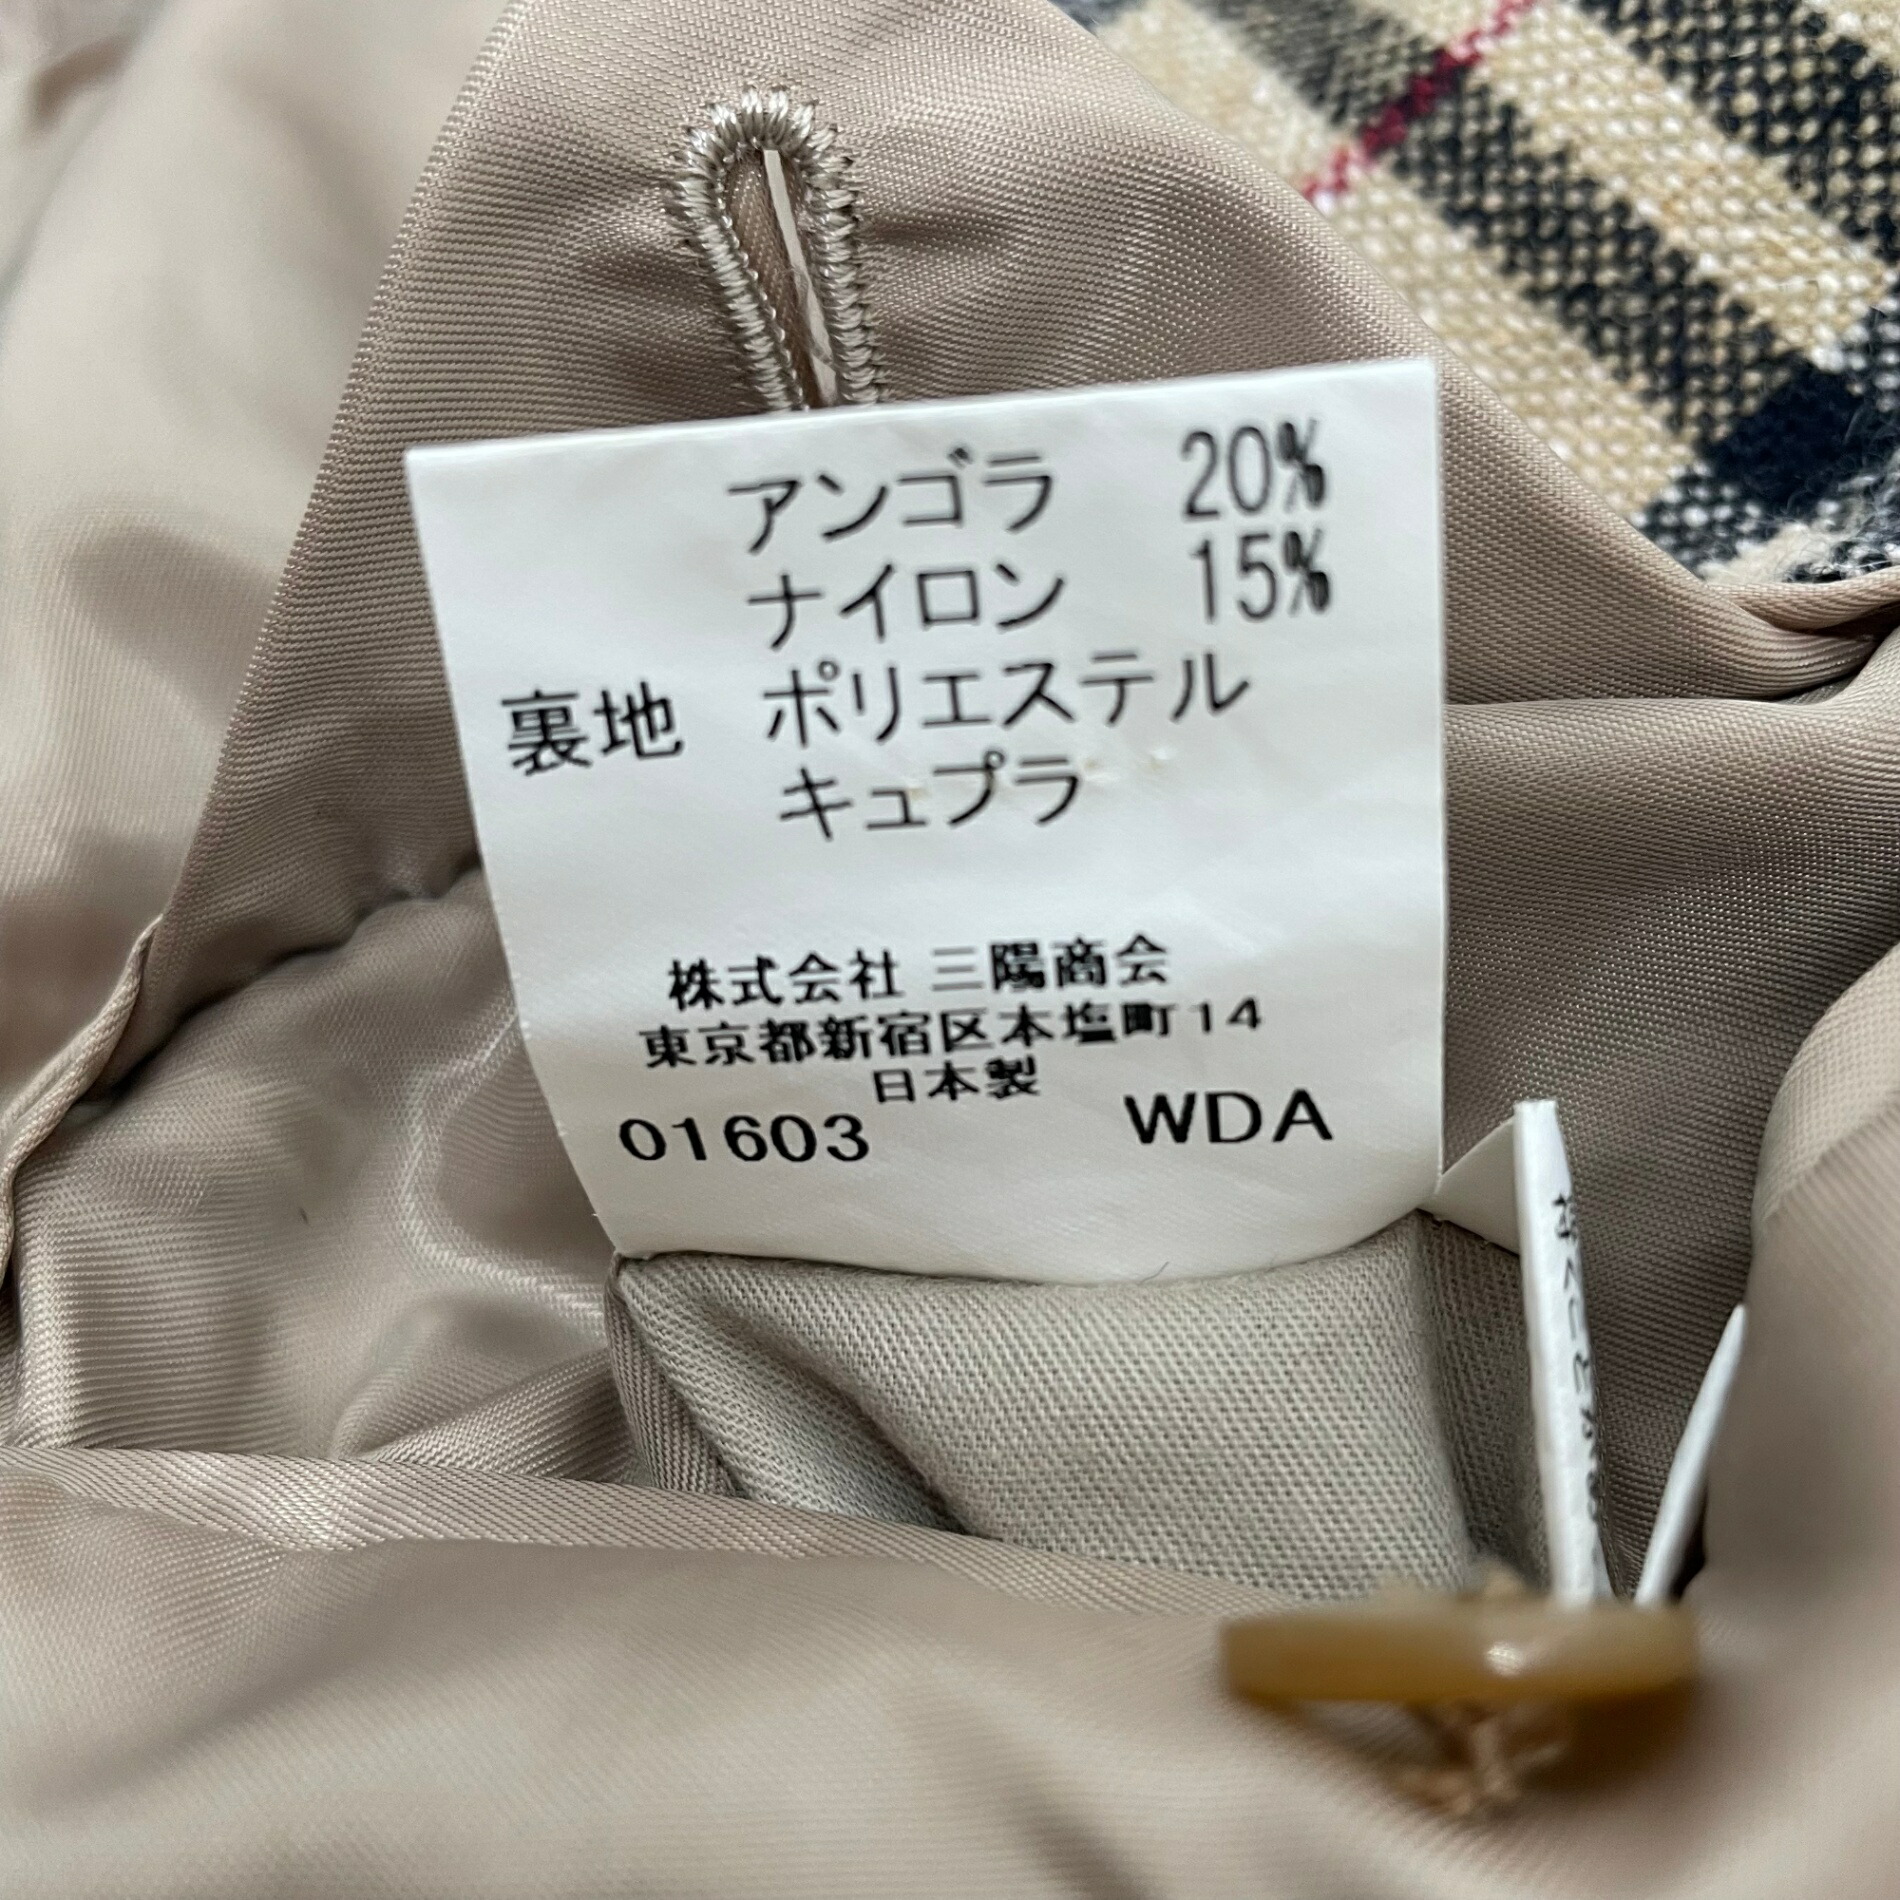 アンゴラ 20%
ナイロン 15%
裏地 ポリエステル
キュプラ
株式会社 三陽商会
東京都新宿区本塩町14
日本製
01603 WDA